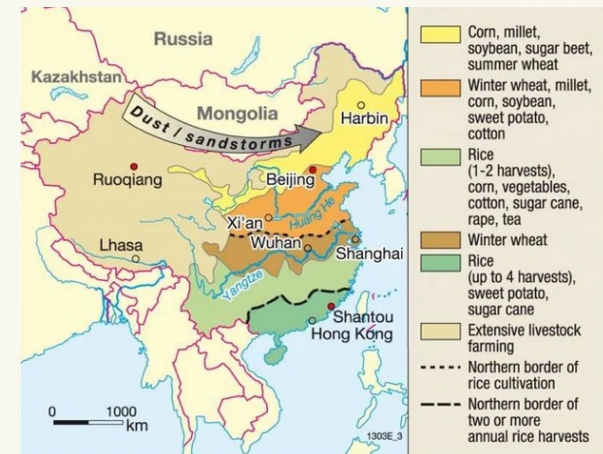 Russia
Kazakhstan
Mongolia
Dust / sandstorms
Harbin
Ruoqiang
Beijing
Huang He
Xi'an
Wuhan
Shanghai
Lhasa
Yangtze
Shantou
Hong Kong
0 1000
km
1303E_3
Corn, millet,
soybean, sugar beet,
summer wheat
Winter wheat, millet,
corn, soybean,
sweet potato,
cotton
Rice
(1-2 harvests),
corn, vegetables,
cotton, sugar cane,
rape, tea
Winter wheat
Rice
(up to 4 harvests),
sweet potato,
sugar cane
Extensive livestock
farming
Northern border of
rice cultivation
Northern border of
two or more
annual rice harvests